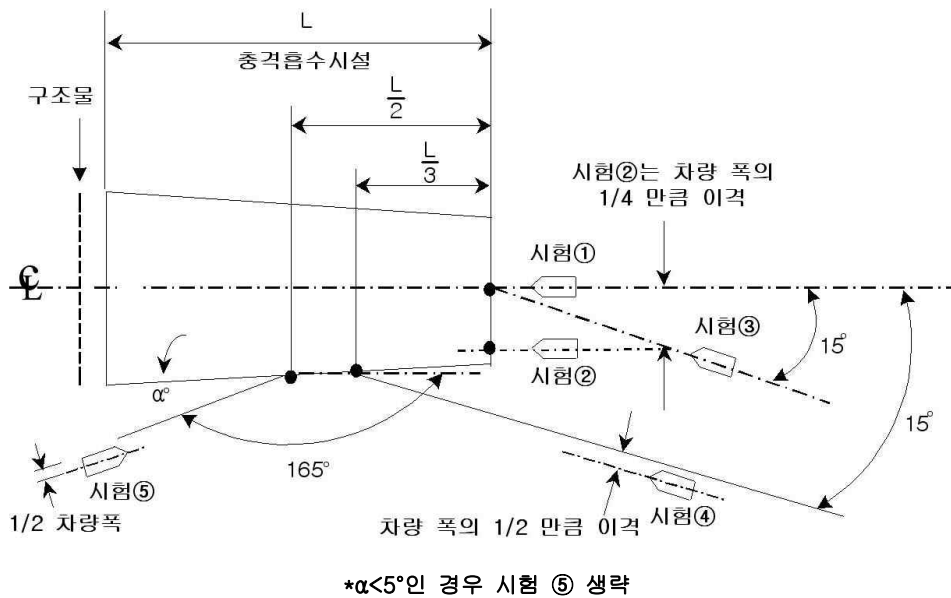 L
충격흡수시설
구조물
L
2
L
3
시험②는 차량 폭의
1/4 만큼 이격
℄
시험①
시험③
시험②
15°
15°
α°
165°
시험⑤
1/2 차량폭
시험④
차량 폭의 1/2 만큼 이격
*α<5°인 경우 시험 ⑤ 생략